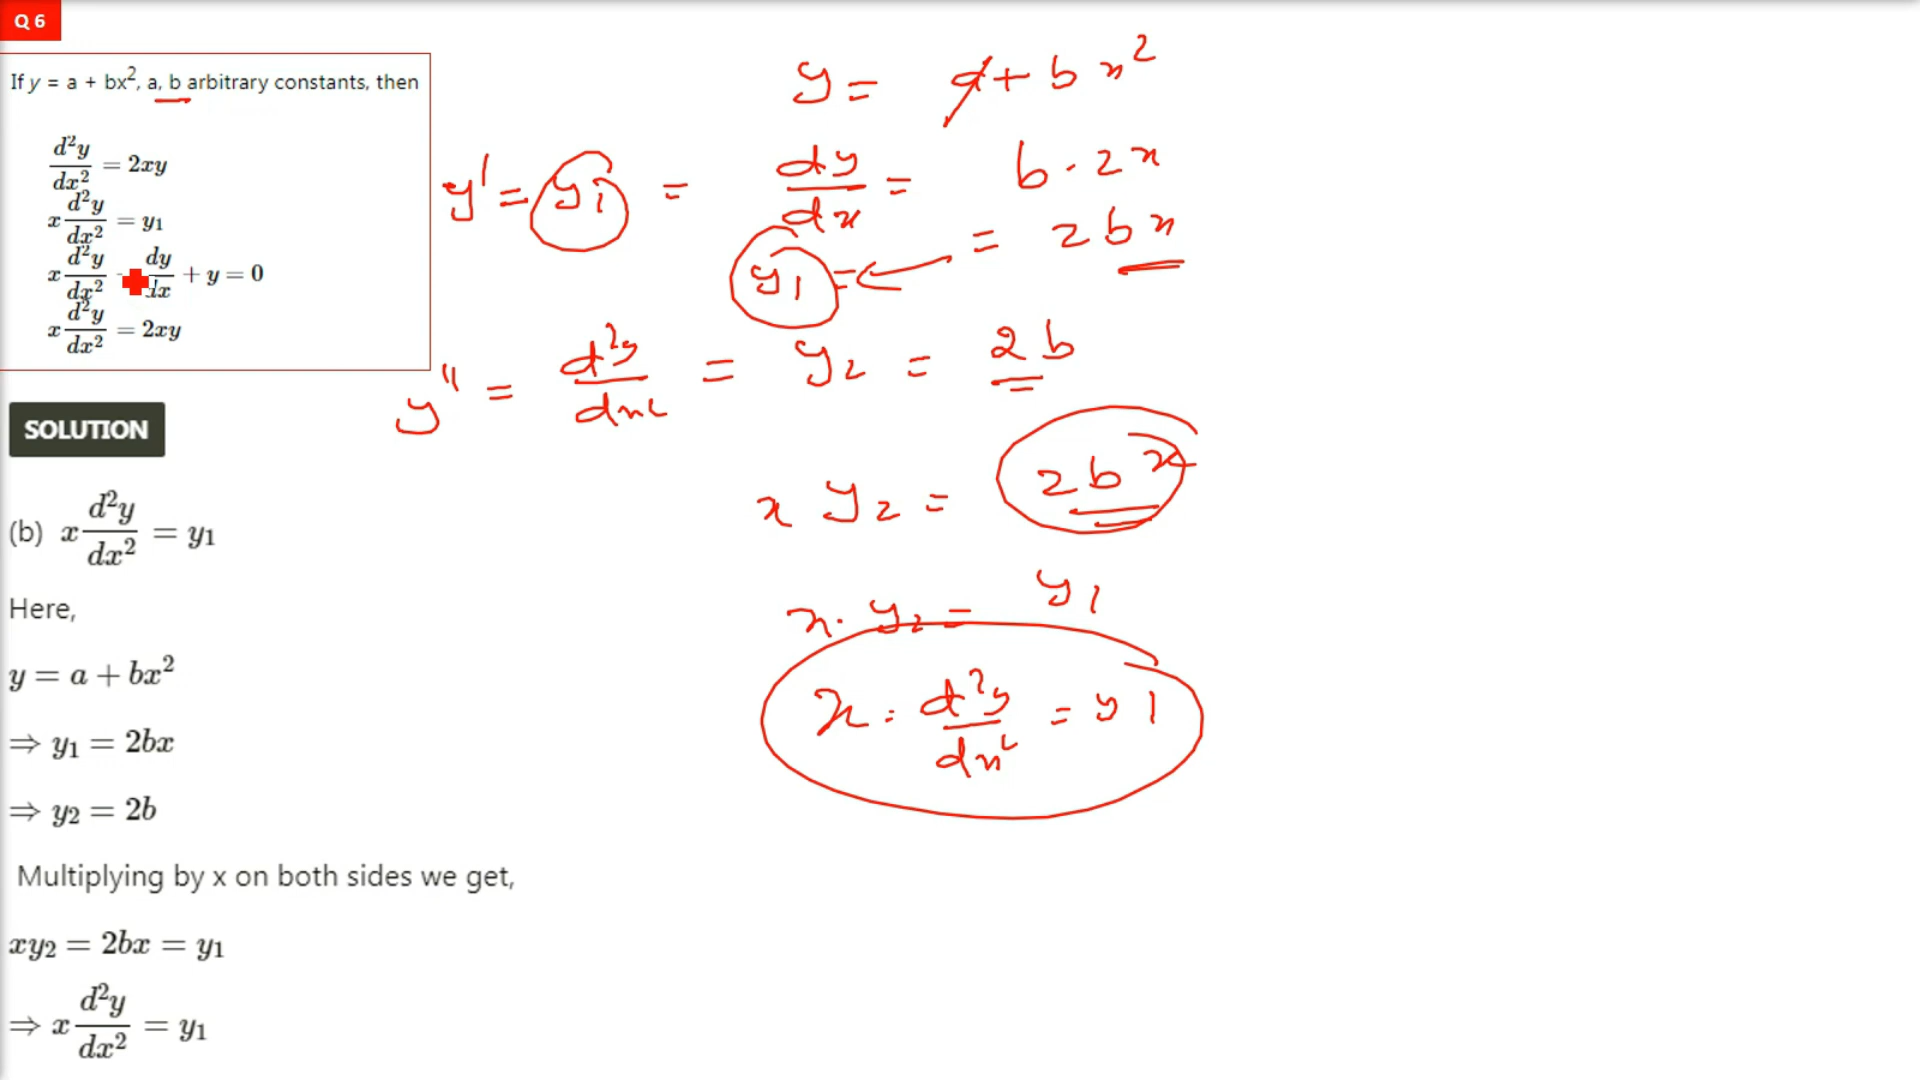 Q 6
If y = a + bx², a, b arbitrary constants, then
d²y/dx² = 2xy
x d²y/dx² = y₁
x d²y/dx² - dy/dx + y = 0
x d²y/dx² = 2xy
SOLUTION
(b) x d²y/dx² = y₁
Here,
y = a + bx²
⇒ y₁ = 2bx
⇒ y₂ = 2b
Multiplying by x on both sides we get,
xy₂ = 2bx = y₁
⇒ x d²y/dx² = y₁
y = a + bx²
y' = y₁ = dy/dx = b · 2x
= 2bx
y₁ =
y'' = d²y/dx² = y₂ = 2b
x y₂ = 2bx
x · y₂ = y₁
x · d²y/dx² = y₁